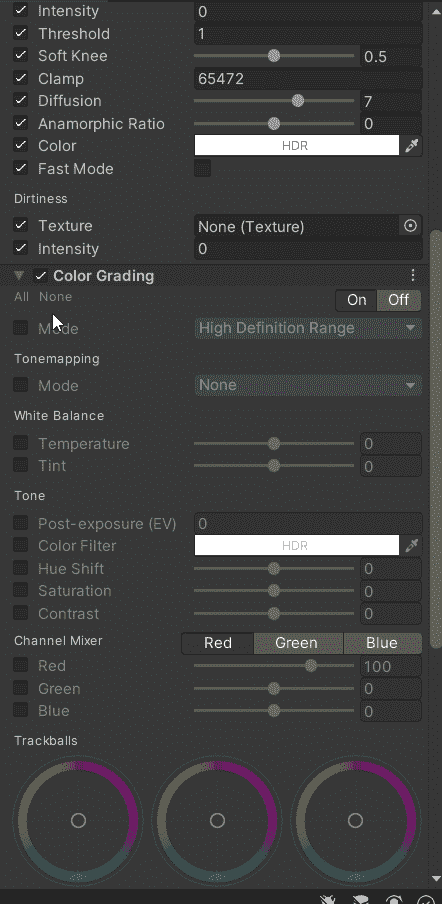 Intensity 0
Threshold 1
Soft Knee 0.5
Clamp 65472
Diffusion 7
Anamorphic Ratio 0
Color HDR
Fast Mode
Dirtiness
Texture None (Texture)
Intensity 0
Color Grading
All None On Off
Mode High Definition Range
Tonemapping
Mode None
White Balance
Temperature 0
Tint 0
Tone
Post-exposure (EV) 0
Color Filter HDR
Hue Shift 0
Saturation 0
Contrast 0
Channel Mixer Red Green Blue
Red 100
Green 0
Blue 0
Trackballs